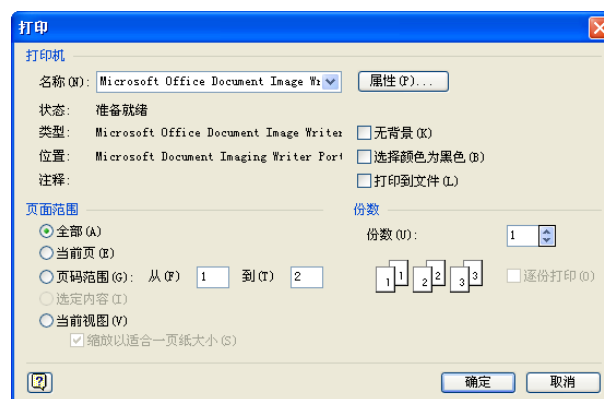 打印
打印机
名称(N): Microsoft Office Document Image
属性(P)...
状态: 准备就绪
类型: Microsoft Office Document Image Writer
无背景(K)
位置: Microsoft Document Imaging Writer
选择颜色为黑色(B)
注释:
打印到文件(L)
页面范围
份数
全部(A)
份数(U): 1
当前页(E)
页码范围(G): 从(F) 1 到(T) 2
1 1 2 2 3 3
逐份打印(O)
选定内容(I)
当前视图(V)
缩放以适合一页纸大小(S)
?
确定 取消